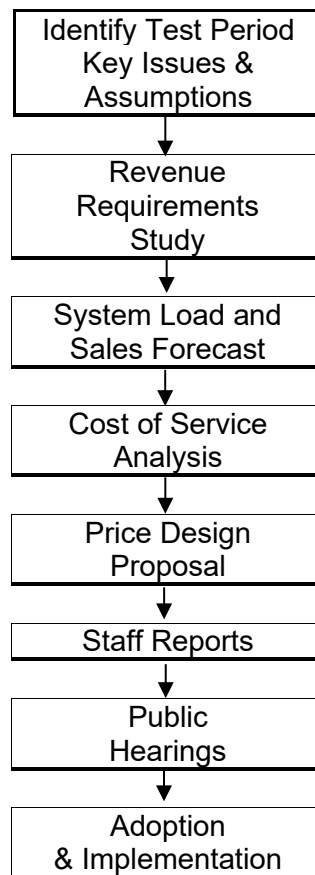 Identify Test Period
Key Issues &
Assumptions
Revenue
Requirements
Study
System Load and
Sales Forecast
Cost of Service
Analysis
Price Design
Proposal
Staff Reports
Public
Hearings
Adoption
& Implementation